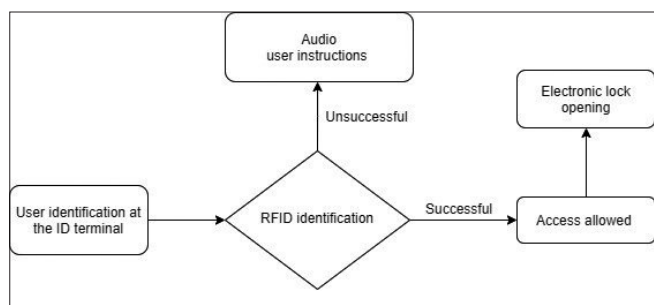 Audio
user instructions
Electronic lock
opening
Unsuccessful
User identification at
the ID terminal
RFID identification
Successful
Access allowed